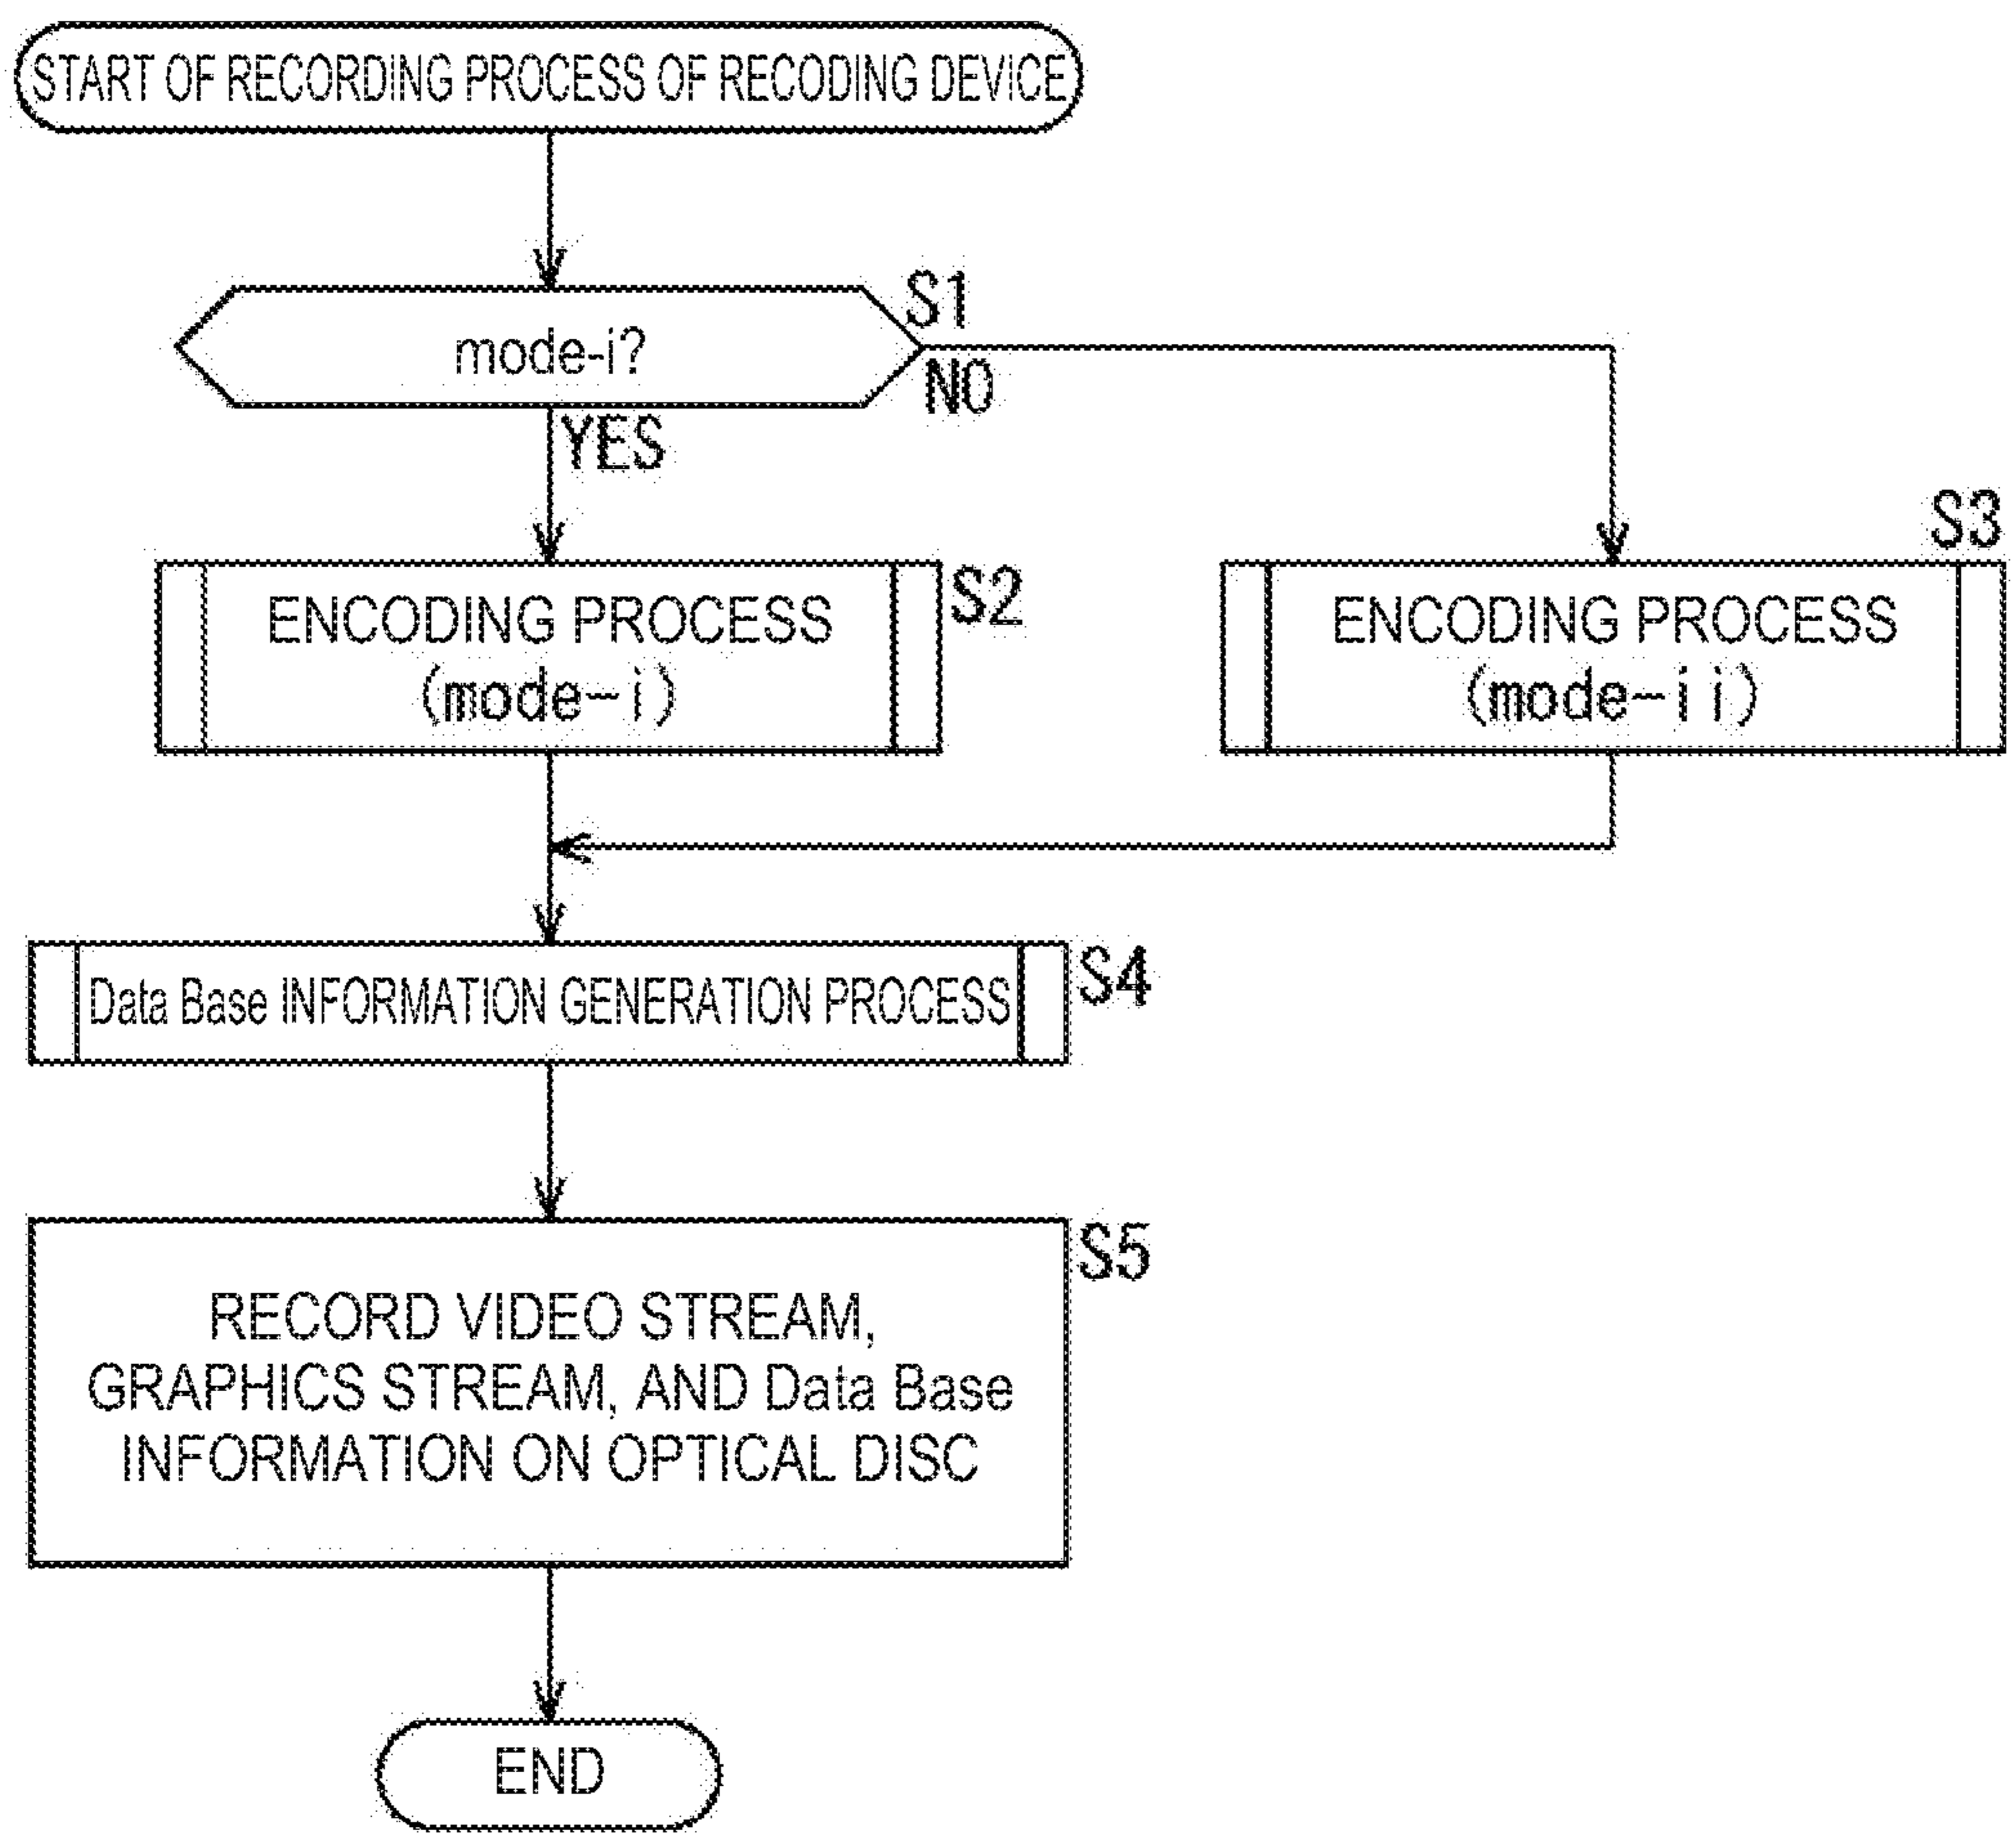 START OF RECORDING PROCESS OF RECODING DEVICE
S1
mode-i?
NO
YES
S2
ENCODING PROCESS
(mode-i)
S3
ENCODING PROCESS
(mode-ii)
S4
Data Base INFORMATION GENERATION PROCESS
S5
RECORD VIDEO STREAM,
GRAPHICS STREAM, AND Data Base
INFORMATION ON OPTICAL DISC
END